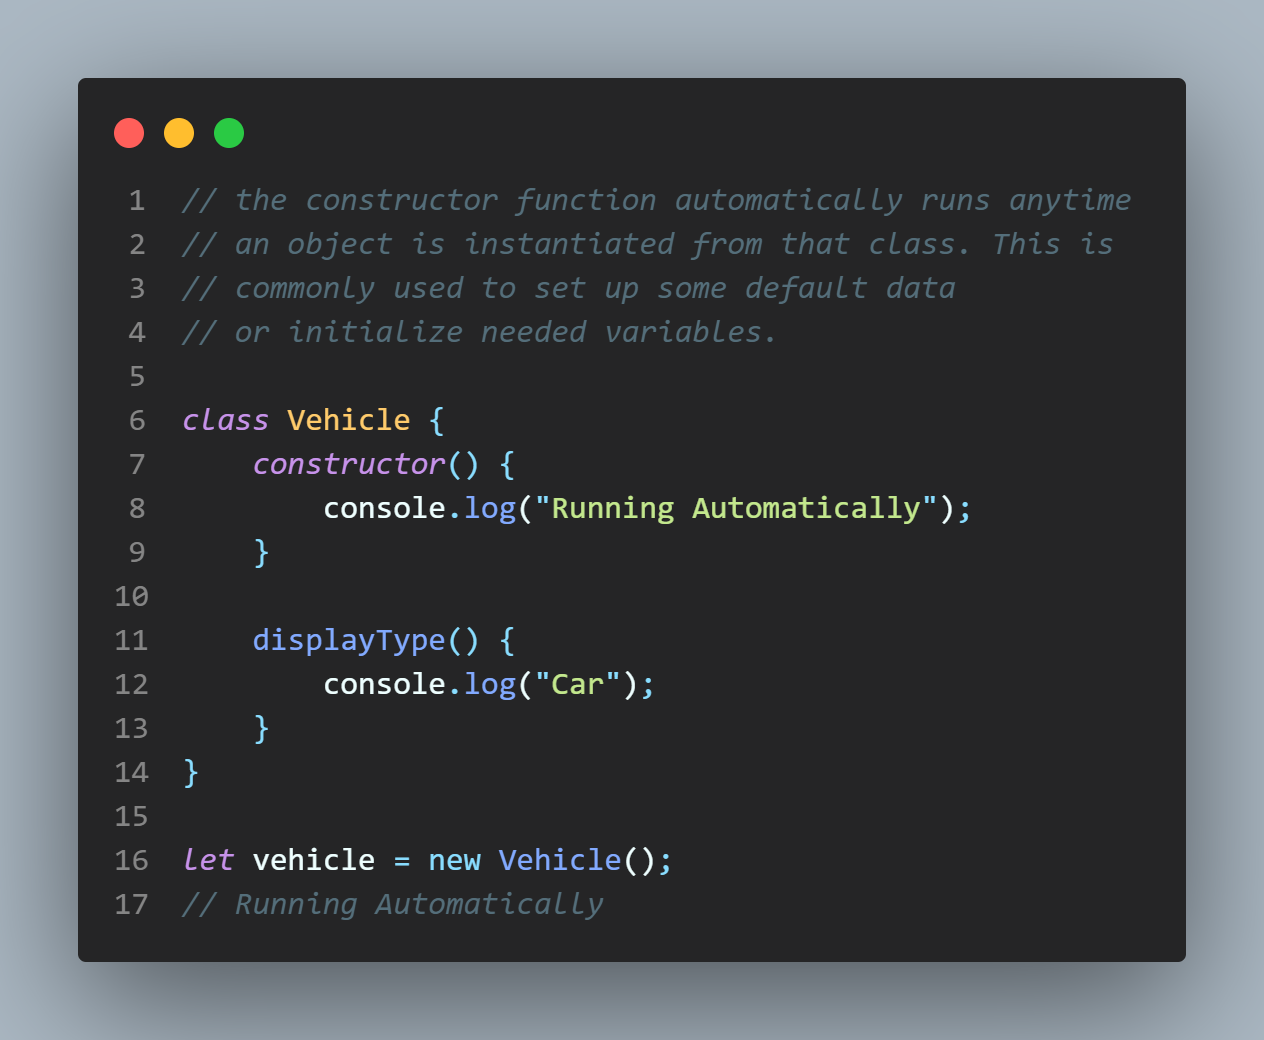 1 // the constructor function automatically runs anytime
2 // an object is instantiated from that class. This is
3 // commonly used to set up some default data
4 // or initialize needed variables.
5
6 class Vehicle {
7     constructor() {
8         console.log("Running Automatically");
9     }
10
11     displayType() {
12         console.log("Car");
13     }
14 }
15
16 let vehicle = new Vehicle();
17 // Running Automatically